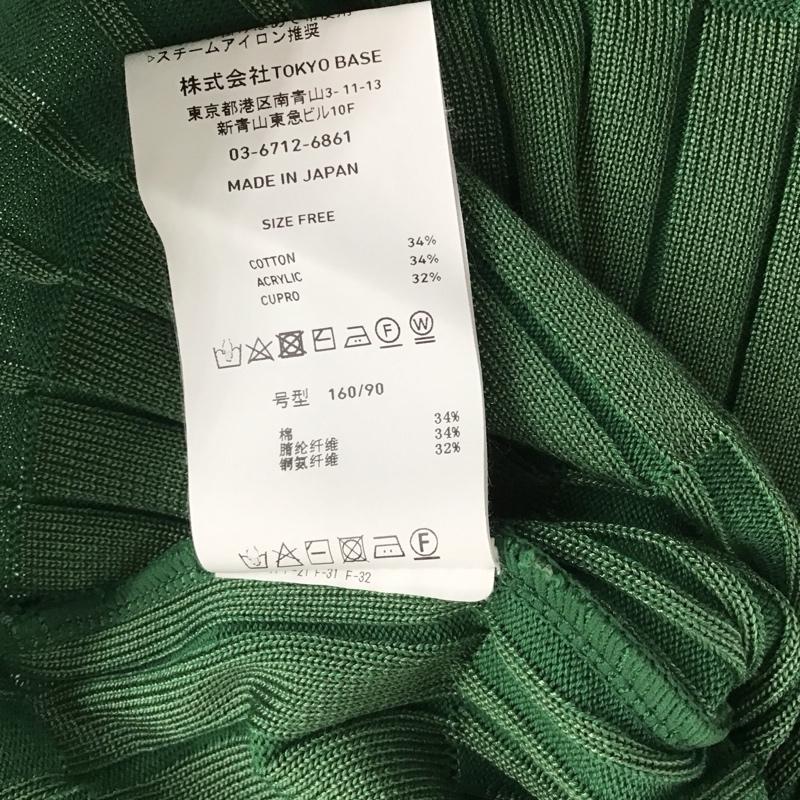 ▷スチームアイロン推奨
株式会社TOKYO BASE
東京都港区南青山3-11-13
新青山東急ビル10F
03-6712-6861
MADE IN JAPAN
SIZE FREE
COTTON 34%
ACRYLIC 34%
CUPRO 32%
F W
号型 160/90
棉 34%
腈纶纤维 34%
铜氨纤维 32%
F
F-31 F-32